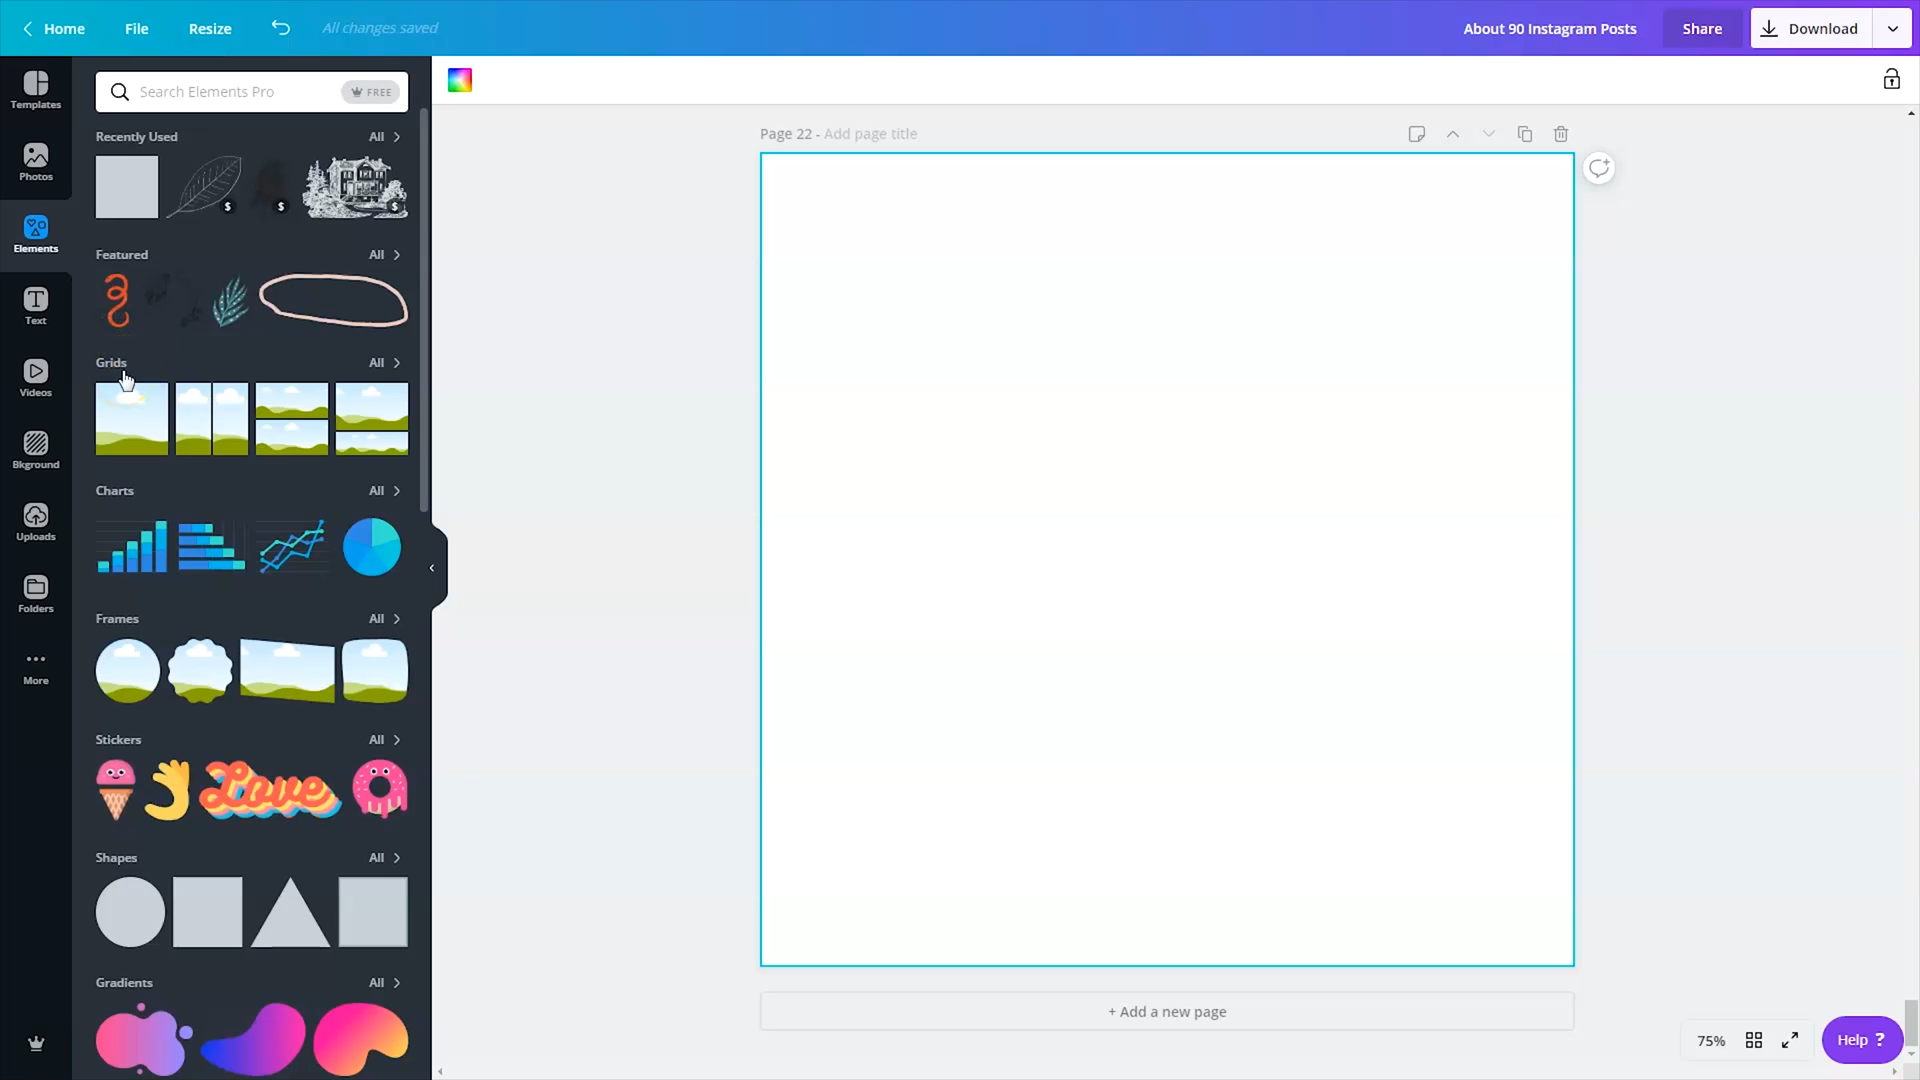 Home File Resize All changes saved About 90 Instagram Posts Share Download
Templates
Photos
Elements
Text
Videos
Bkground
Uploads
Folders
More
Search Elements Pro FREE
Recently Used All
$ $ $
Featured All
Grids All
Charts All
Frames All
Stickers All
Love
Shapes All
Gradients All
Page 22 - Add page title
+ Add a new page
75% Help ?